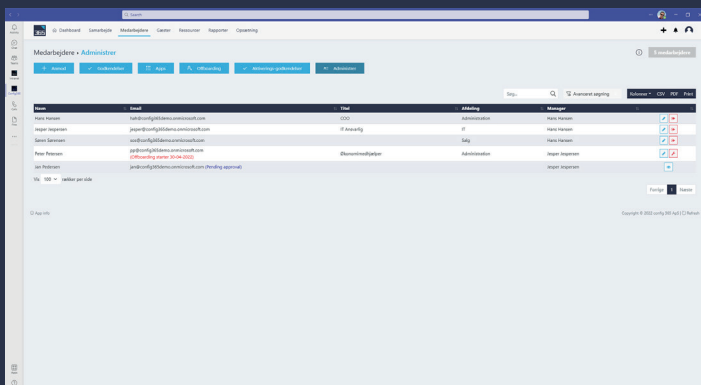 Search
Dashboard Samarbejde Medarbejdere Gæster Ressourcer Rapporter Opsætning
Medarbejdere • Administrer
5 medarbejdere
Anmod Godkendelser Apps Offboarding Administrer
Søg... Avanceret søgning Kolonner CSV PDF Print
Navn Email Titel Afdeling Manager
Hans Hansen hah@config365demo.onmicrosoft.com COO Administration Hans Hansen
Jesper Jespersen jesper@config365demo.onmicrosoft.com IT Ansvarlig IT Hans Hansen
Søren Sørensen sos@config365demo.onmicrosoft.com Salg Hans Hansen
Peter Petersen pp@config365demo.onmicrosoft.com Økonomimedhjælper Administration Jesper Jespersen
(Offboarding starter 30-04-2022)
Jan Pedersen jan@config365demo.onmicrosoft.com (Pending approval) Jesper Jespersen
Vis 100 rækker per side
Forrige 1 Næste
App info Copyright © 2022 config 365 ApS | Refresh